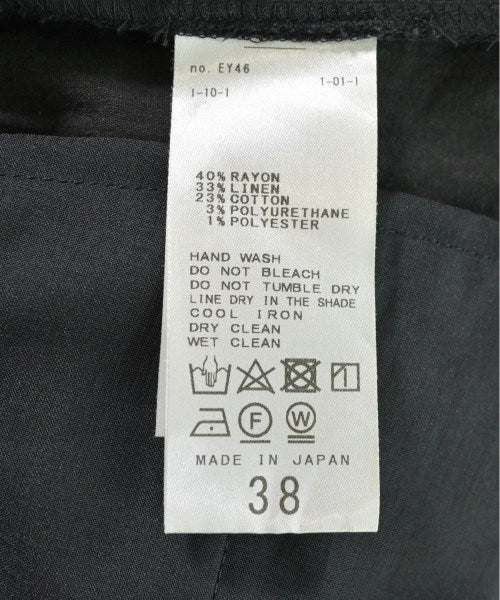 no. EY46
1-01-1
1-10-1
40% RAYON
33% LINEN
23% COTTON
3% POLYURETHANE
1% POLYESTER
HAND WASH
DO NOT BLEACH
DO NOT TUMBLE DRY
LINE DRY IN THE SHADE
COOL IRON
DRY CLEAN
WET CLEAN
F W
MADE IN JAPAN
38